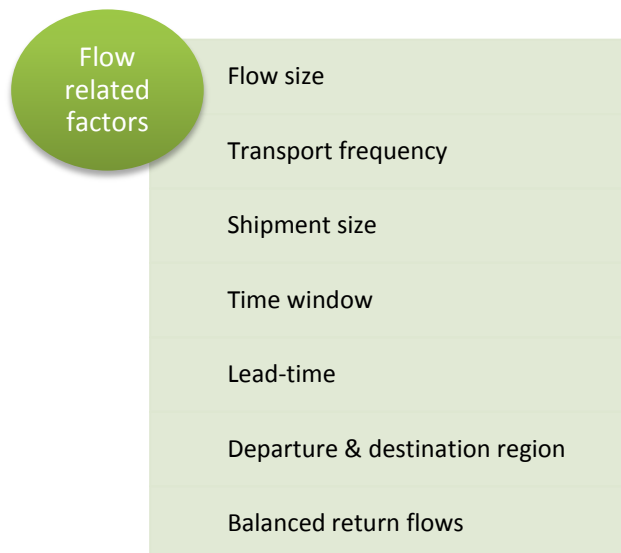 Flow
related
factors
Flow size
Transport frequency
Shipment size
Time window
Lead-time
Departure & destination region
Balanced return flows